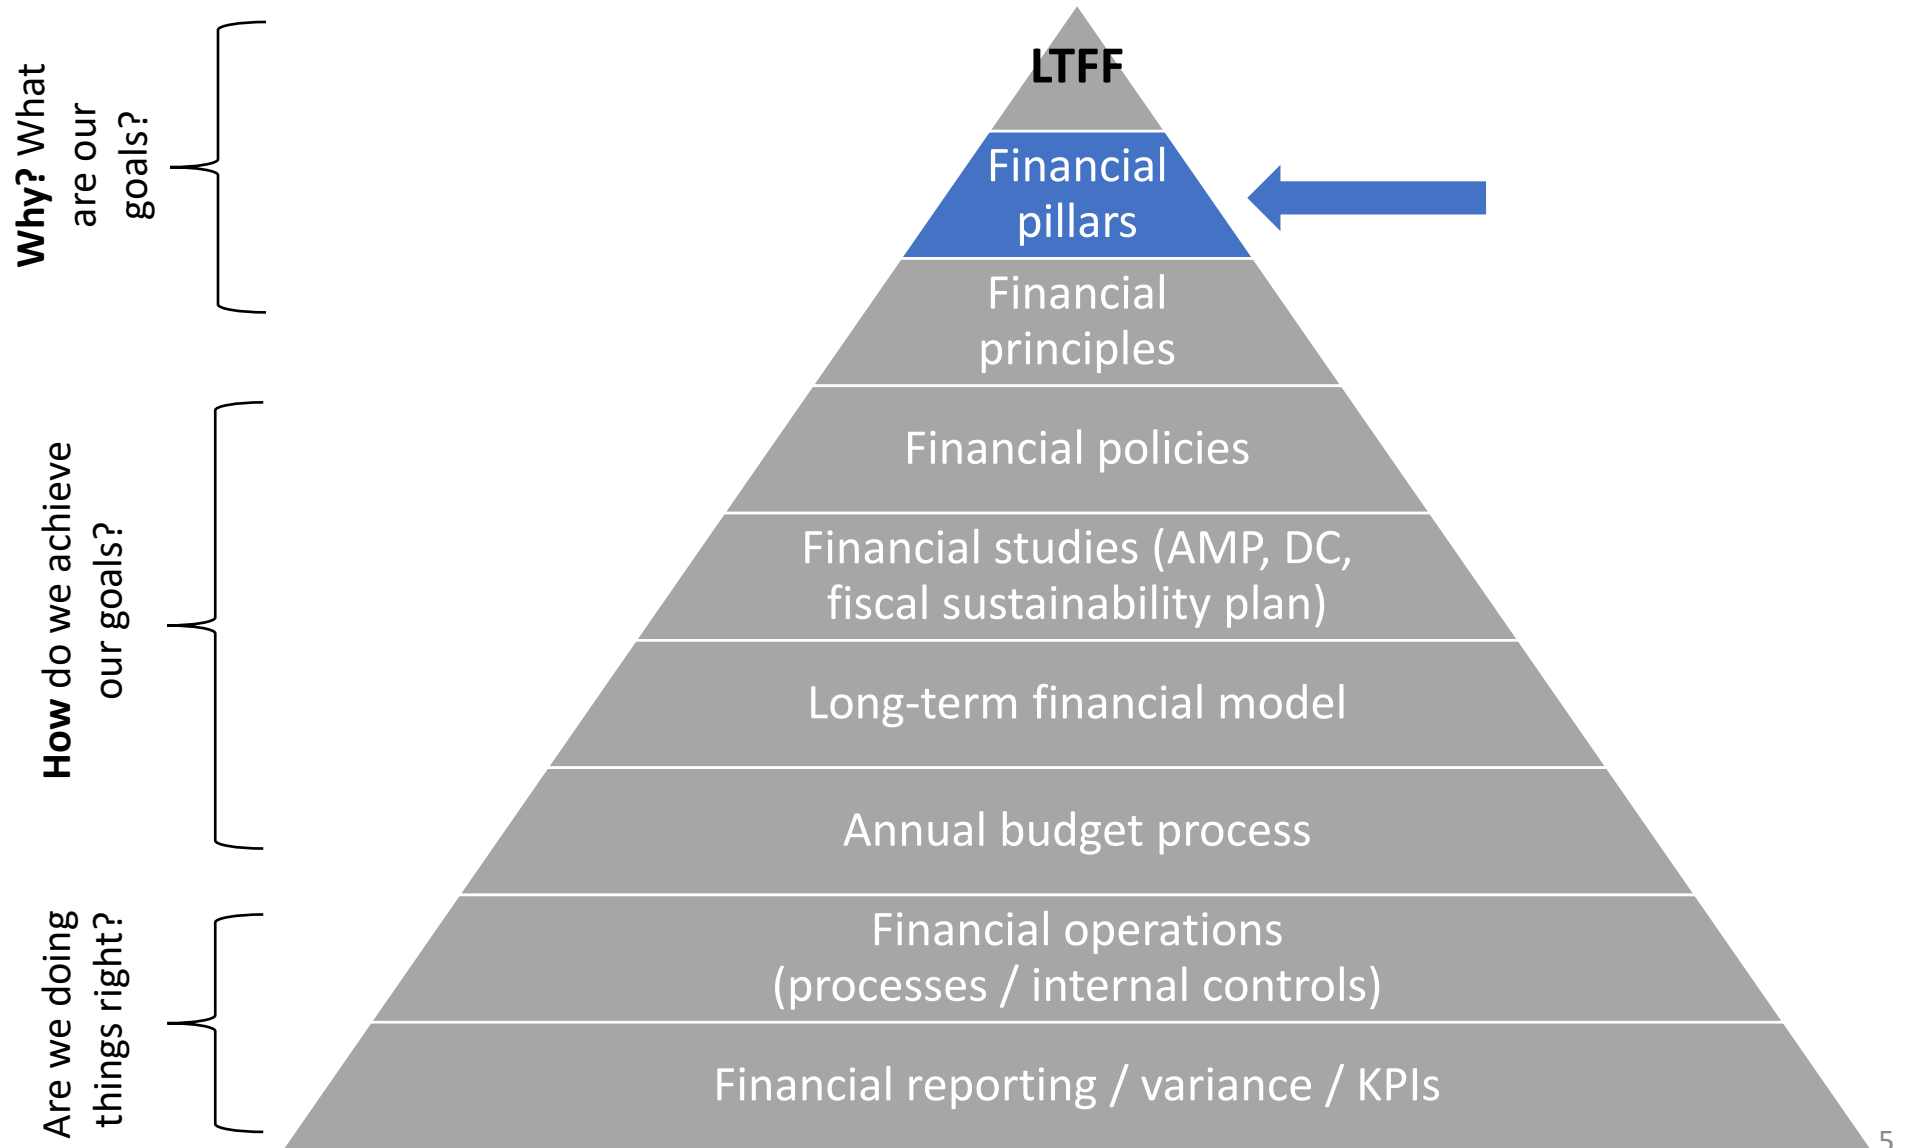 Why? What
are our
goals?
LTFF
Financial
pillars
Financial
principles
How do we achieve
our goals?
Financial policies
Financial studies (AMP, DC,
fiscal sustainability plan)
Long-term financial model
Annual budget process
Are we doing
things right?
Financial operations
(processes / internal controls)
Financial reporting / variance / KPIs
5